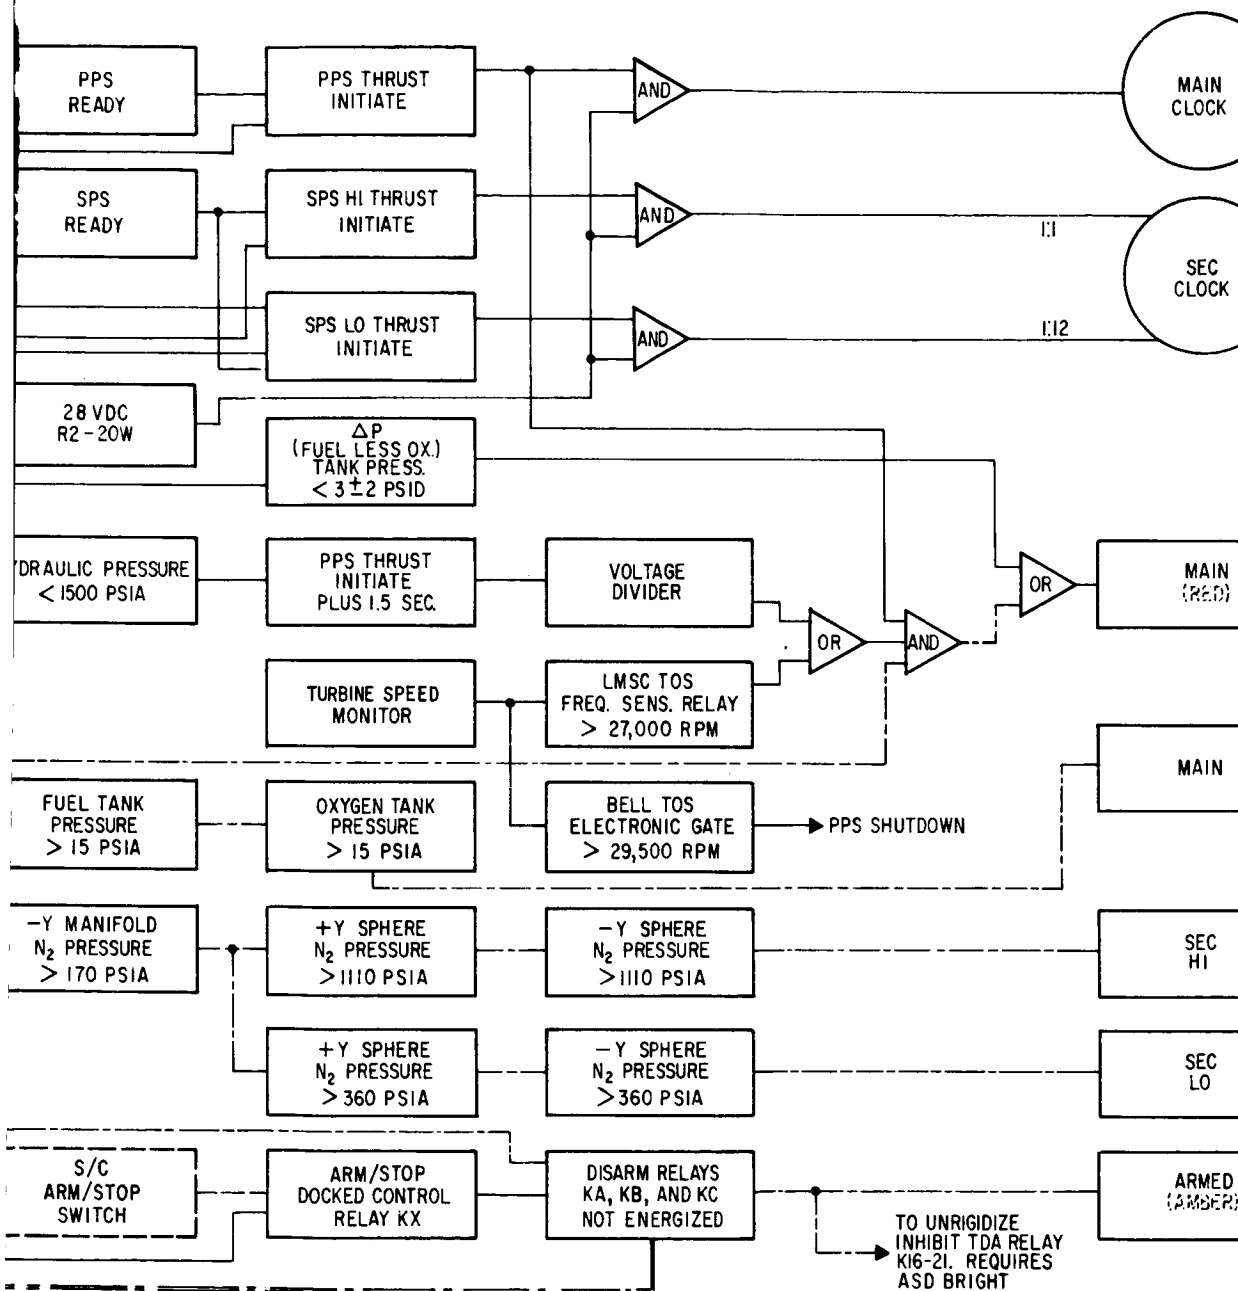 PPS
READY
PPS THRUST
INITIATE
AND
MAIN
CLOCK
SPS
READY
SPS HI THRUST
INITIATE
AND
1:1
SEC
CLOCK
SPS LO THRUST
INITIATE
AND
1:12
28 VDC
R2-20W
ΔP
(FUEL LESS OX.)
TANK PRESS.
< 3 ± 2 PSID
YDRAULIC PRESSURE
< 1500 PSIA
PPS THRUST
INITIATE
PLUS 1.5 SEC.
VOLTAGE
DIVIDER
OR
AND
OR
MAIN
(RED)
TURBINE SPEED
MONITOR
LMSC TOS
FREQ. SENS. RELAY
> 27,000 RPM
MAIN
FUEL TANK
PRESSURE
> 15 PSIA
OXYGEN TANK
PRESSURE
> 15 PSIA
BELL TOS
ELECTRONIC GATE
> 29,500 RPM
PPS SHUTDOWN
-Y MANIFOLD
N₂ PRESSURE
> 170 PSIA
+Y SPHERE
N₂ PRESSURE
>1110 PSIA
-Y SPHERE
N₂ PRESSURE
>1110 PSIA
SEC
HI
+Y SPHERE
N₂ PRESSURE
>360 PSIA
-Y SPHERE
N₂ PRESSURE
>360 PSIA
SEC
LO
S/C
ARM/STOP
SWITCH
ARM/STOP
DOCKED CONTROL
RELAY KX
DISARM RELAYS
KA, KB, AND KC
NOT ENERGIZED
ARMED
(AMBER)
TO UNRIGIDIZE
INHIBIT TDA RELAY
K16-21. REQUIRES
ASD BRIGHT